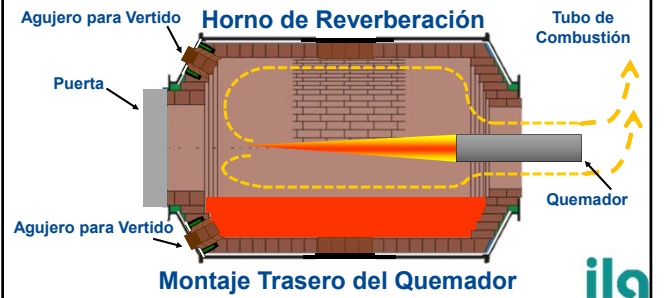 Agujero para Vertido
Horno de Reverberación
Tubo de
Combustión
Puerta
Quemador
Agujero para Vertido
Montaje Trasero del Quemador
ila